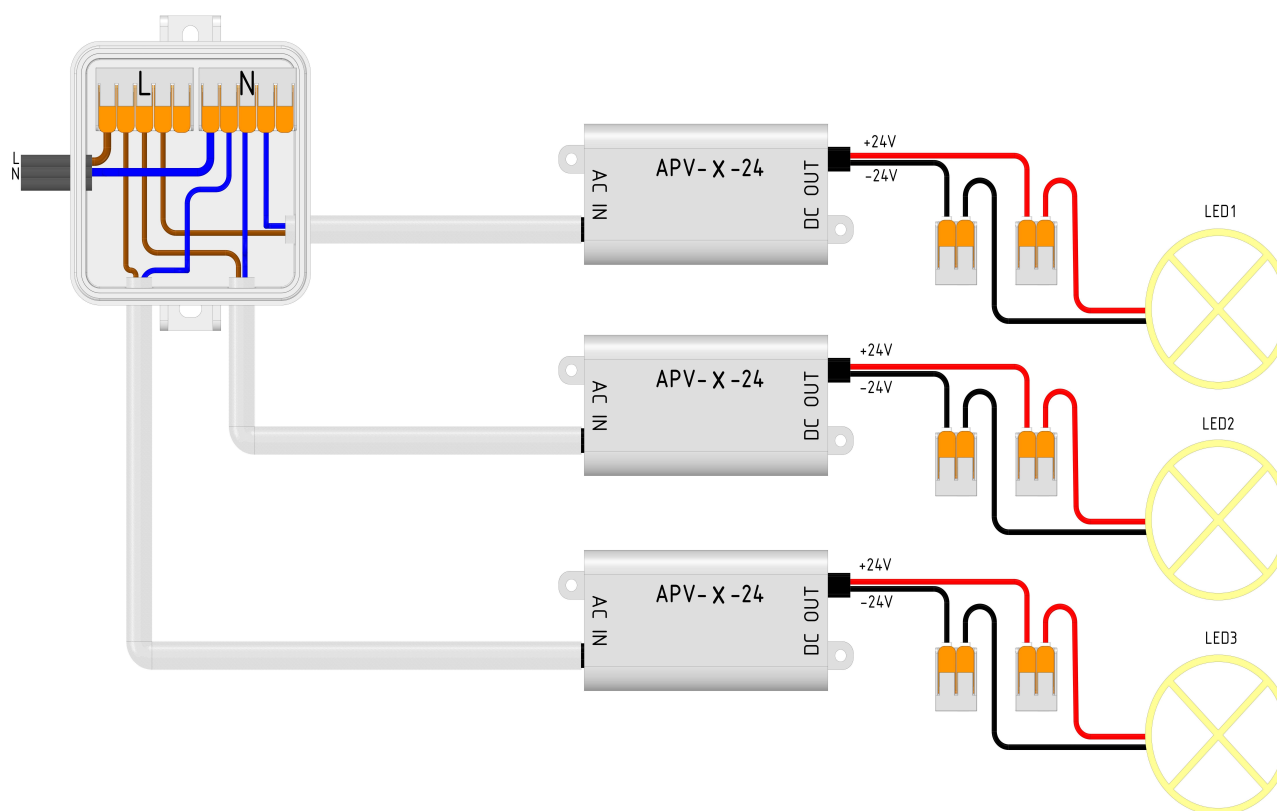 L N
L
N
AC IN
APV-X-24
DC OUT
+24V
-24V
LED1
AC IN
APV-X-24
DC OUT
+24V
-24V
LED2
AC IN
APV-X-24
DC OUT
+24V
-24V
LED3